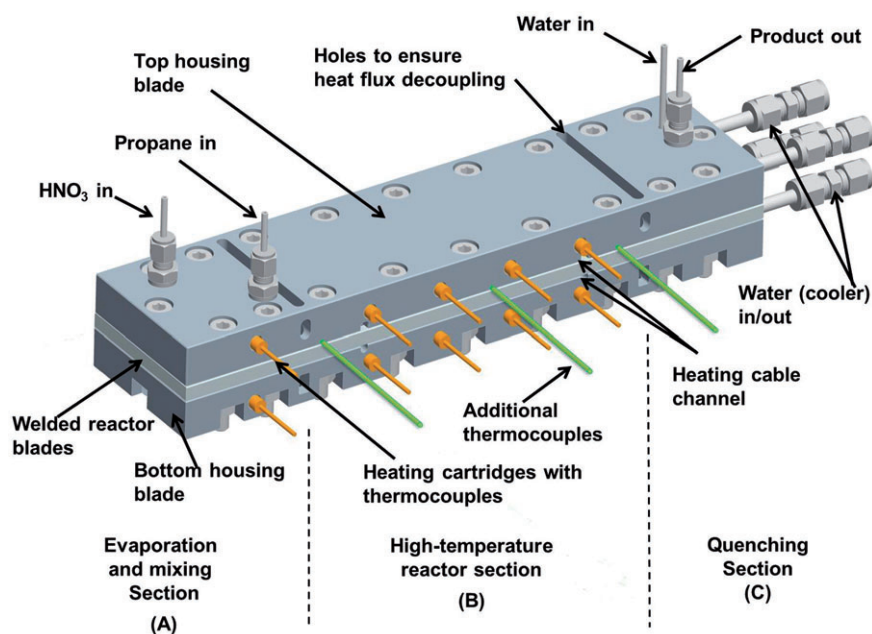 Water in
Product out
Top housing
blade
Holes to ensure
heat flux decoupling
Propane in
HNO₃ in
Water (cooler)
in/out
Heating cable
channel
Additional
thermocouples
Welded reactor
blades
Bottom housing
blade
Heating cartridges with
thermocouples
Evaporation
and mixing
Section
(A)
High-temperature
reactor section
(B)
Quenching
Section
(C)